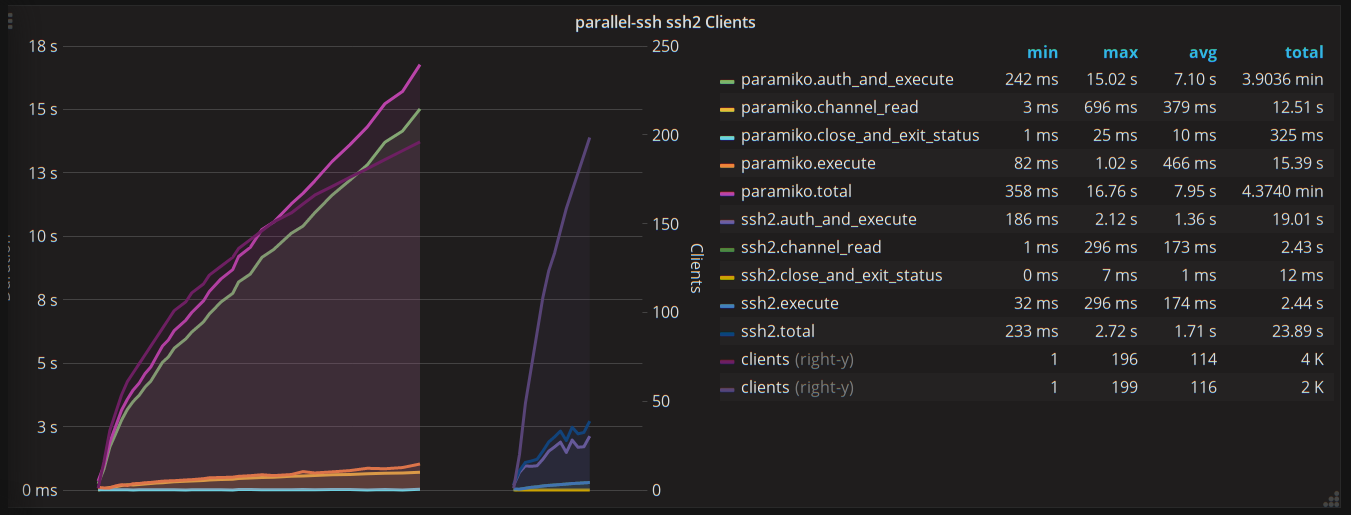 parallel-ssh ssh2 Clients
18 s
15 s
13 s
10 s
8 s
5 s
3 s
0 ms
250
200
150
100
50
0
Clients
min max avg total
paramiko.auth_and_execute 242 ms 15.02 s 7.10 s 3.9036 min
paramiko.channel_read 3 ms 696 ms 379 ms 12.51 s
paramiko.close_and_exit_status 1 ms 25 ms 10 ms 325 ms
paramiko.execute 82 ms 1.02 s 466 ms 15.39 s
paramiko.total 358 ms 16.76 s 7.95 s 4.3740 min
ssh2.auth_and_execute 186 ms 2.12 s 1.36 s 19.01 s
ssh2.channel_read 1 ms 296 ms 173 ms 2.43 s
ssh2.close_and_exit_status 0 ms 7 ms 1 ms 12 ms
ssh2.execute 32 ms 296 ms 174 ms 2.44 s
ssh2.total 233 ms 2.72 s 1.71 s 23.89 s
clients (right-y) 1 196 114 4 K
clients (right-y) 1 199 116 2 K